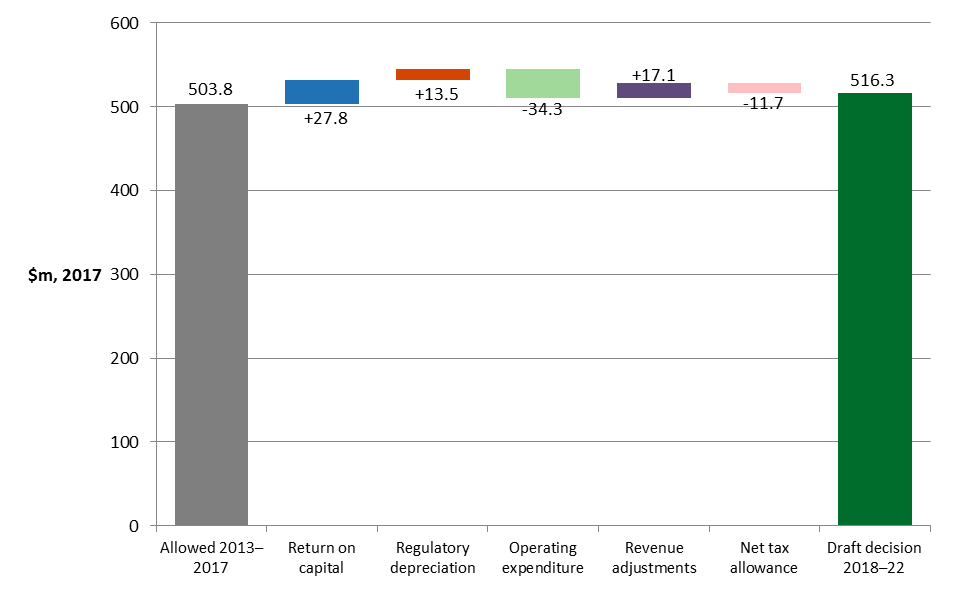 600
500
400
$m, 2017 300
200
100
0
503.8
+27.8
+13.5
-34.3
+17.1
-11.7
516.3
Allowed 2013–
2017
Return on
capital
Regulatory
depreciation
Operating
expenditure
Revenue
adjustments
Net tax
allowance
Draft decision
2018–22